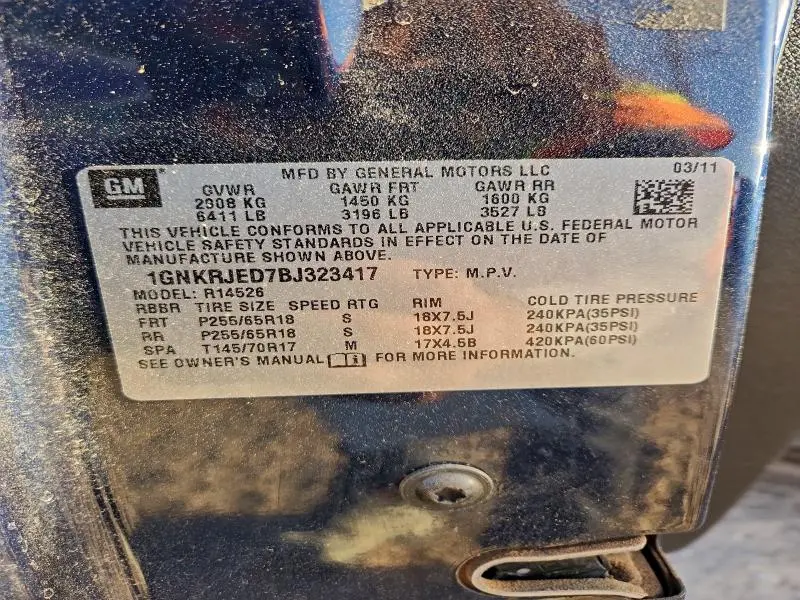 GM MFD BY GENERAL MOTORS LLC 03/11
GVWR GAWR FRT GAWR RR
2908 KG 1450 KG 1600 KG
6411 LB 3196 LB 3527 LB
THIS VEHICLE CONFORMS TO ALL APPLICABLE U.S. FEDERAL MOTOR
VEHICLE SAFETY STANDARDS IN EFFECT ON THE DATE OF
MANUFACTURE SHOWN ABOVE.
1GNKRJED7BJ323417 TYPE: M.P.V.
MODEL: R14526
RBBR TIRE SIZE SPEED RTG RIM COLD TIRE PRESSURE
FRT P255/65R18 S 18X7.5J 240KPA(35PSI)
RR P255/65R18 S 18X7.5J 240KPA(35PSI)
SPA T145/70R17 M 17X4.5B 420KPA(60PSI)
SEE OWNER'S MANUAL FOR MORE INFORMATION.